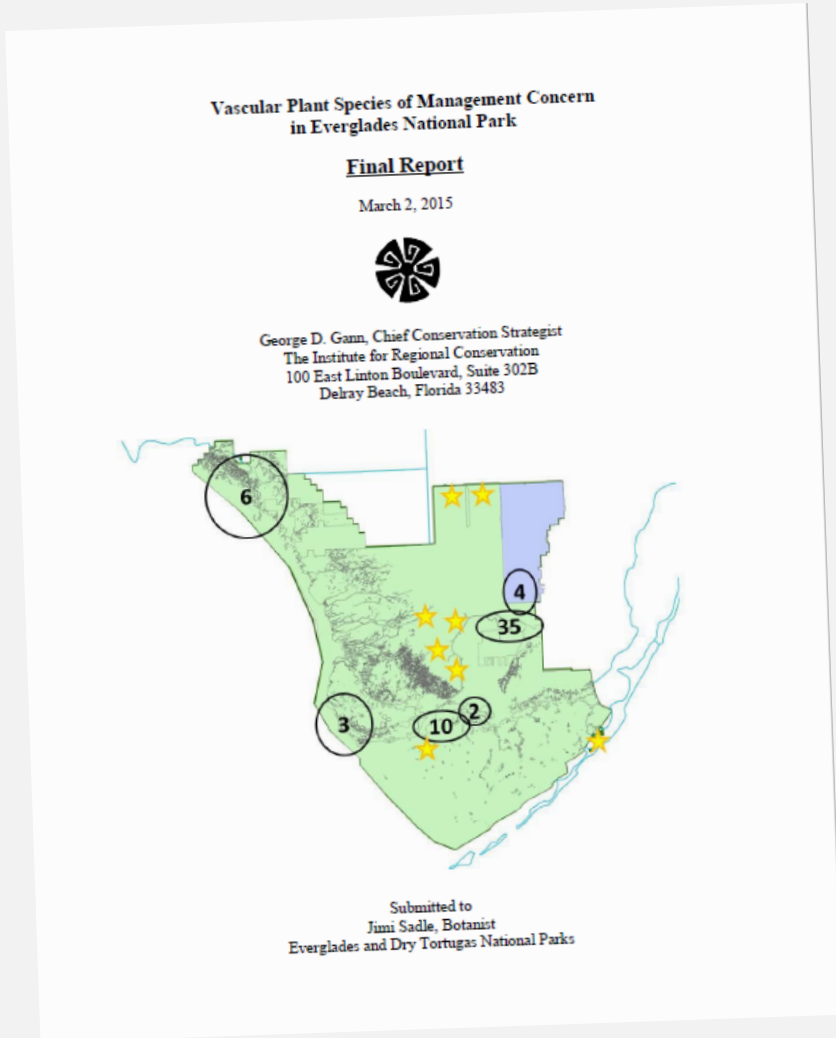 Vascular Plant Species of Management Concern
in Everglades National Park
Final Report
March 2, 2015
George D. Gann, Chief Conservation Strategist
The Institute for Regional Conservation
100 East Linton Boulevard, Suite 302B
Delray Beach, Florida 33483
6
4
35
2
3
10
Submitted to
Jimi Sadle, Botanist
Everglades and Dry Tortugas National Parks